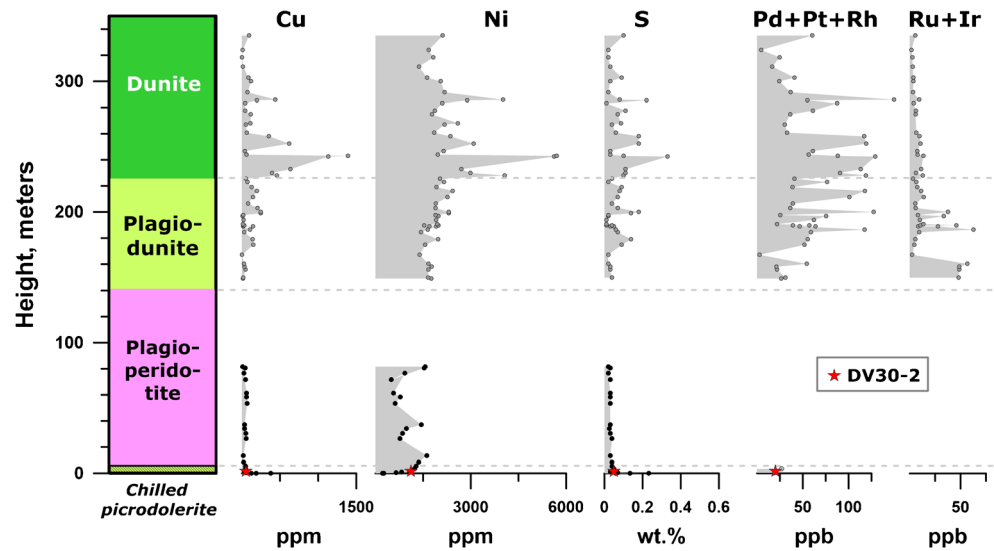 Cu Ni S Pd+Pt+Rh Ru+Ir
Height, meters
300
200
100
0
Dunite
Plagio-
dunite
Plagio-
perido-
tite
Chilled
picrodolerite
DV30-2
1500
3000 6000
0 0.2 0.4 0.6
50 100
50
ppm ppm wt.% ppb ppb